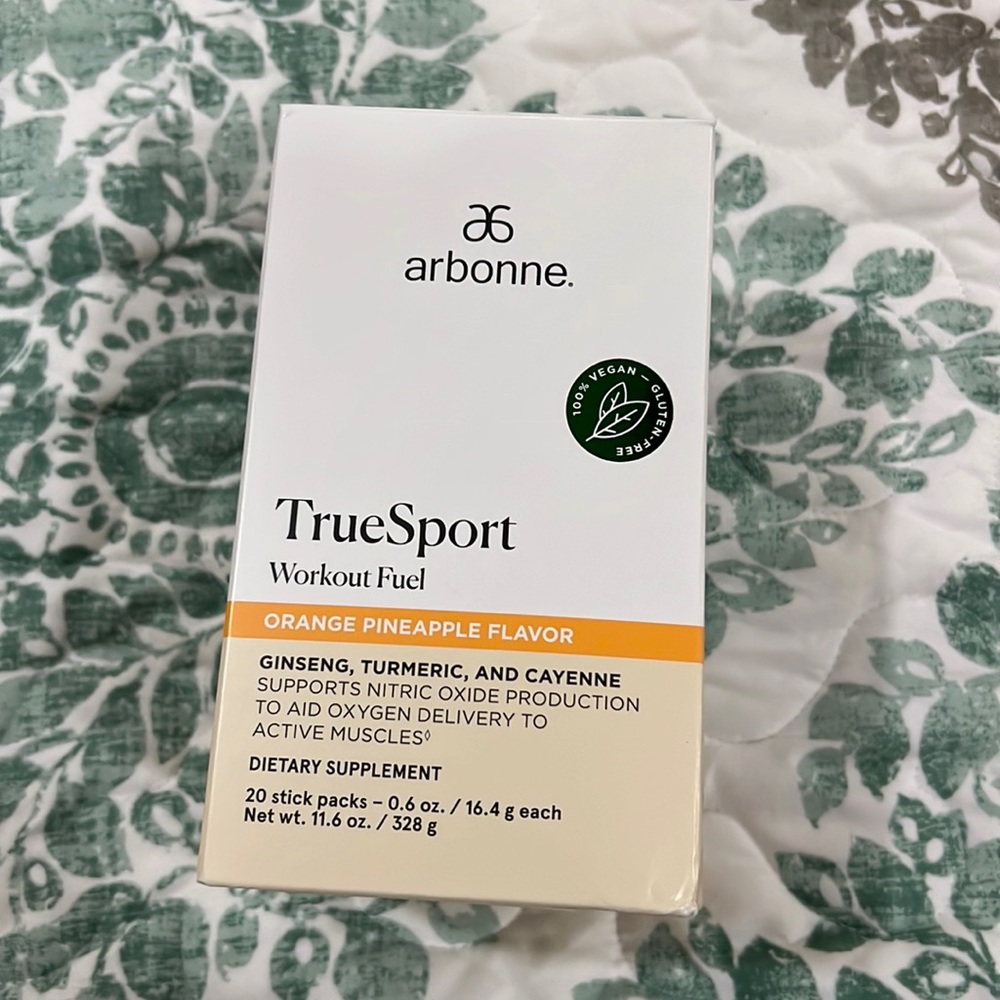 arbonne.
100% VEGAN — GLUTEN-FREE
TrueSport
Workout Fuel
ORANGE PINEAPPLE FLAVOR
GINSENG, TURMERIC, AND CAYENNE
SUPPORTS NITRIC OXIDE PRODUCTION
TO AID OXYGEN DELIVERY TO
ACTIVE MUSCLES◊
DIETARY SUPPLEMENT
20 stick packs – 0.6 oz. / 16.4 g each
Net wt. 11.6 oz. / 328 g